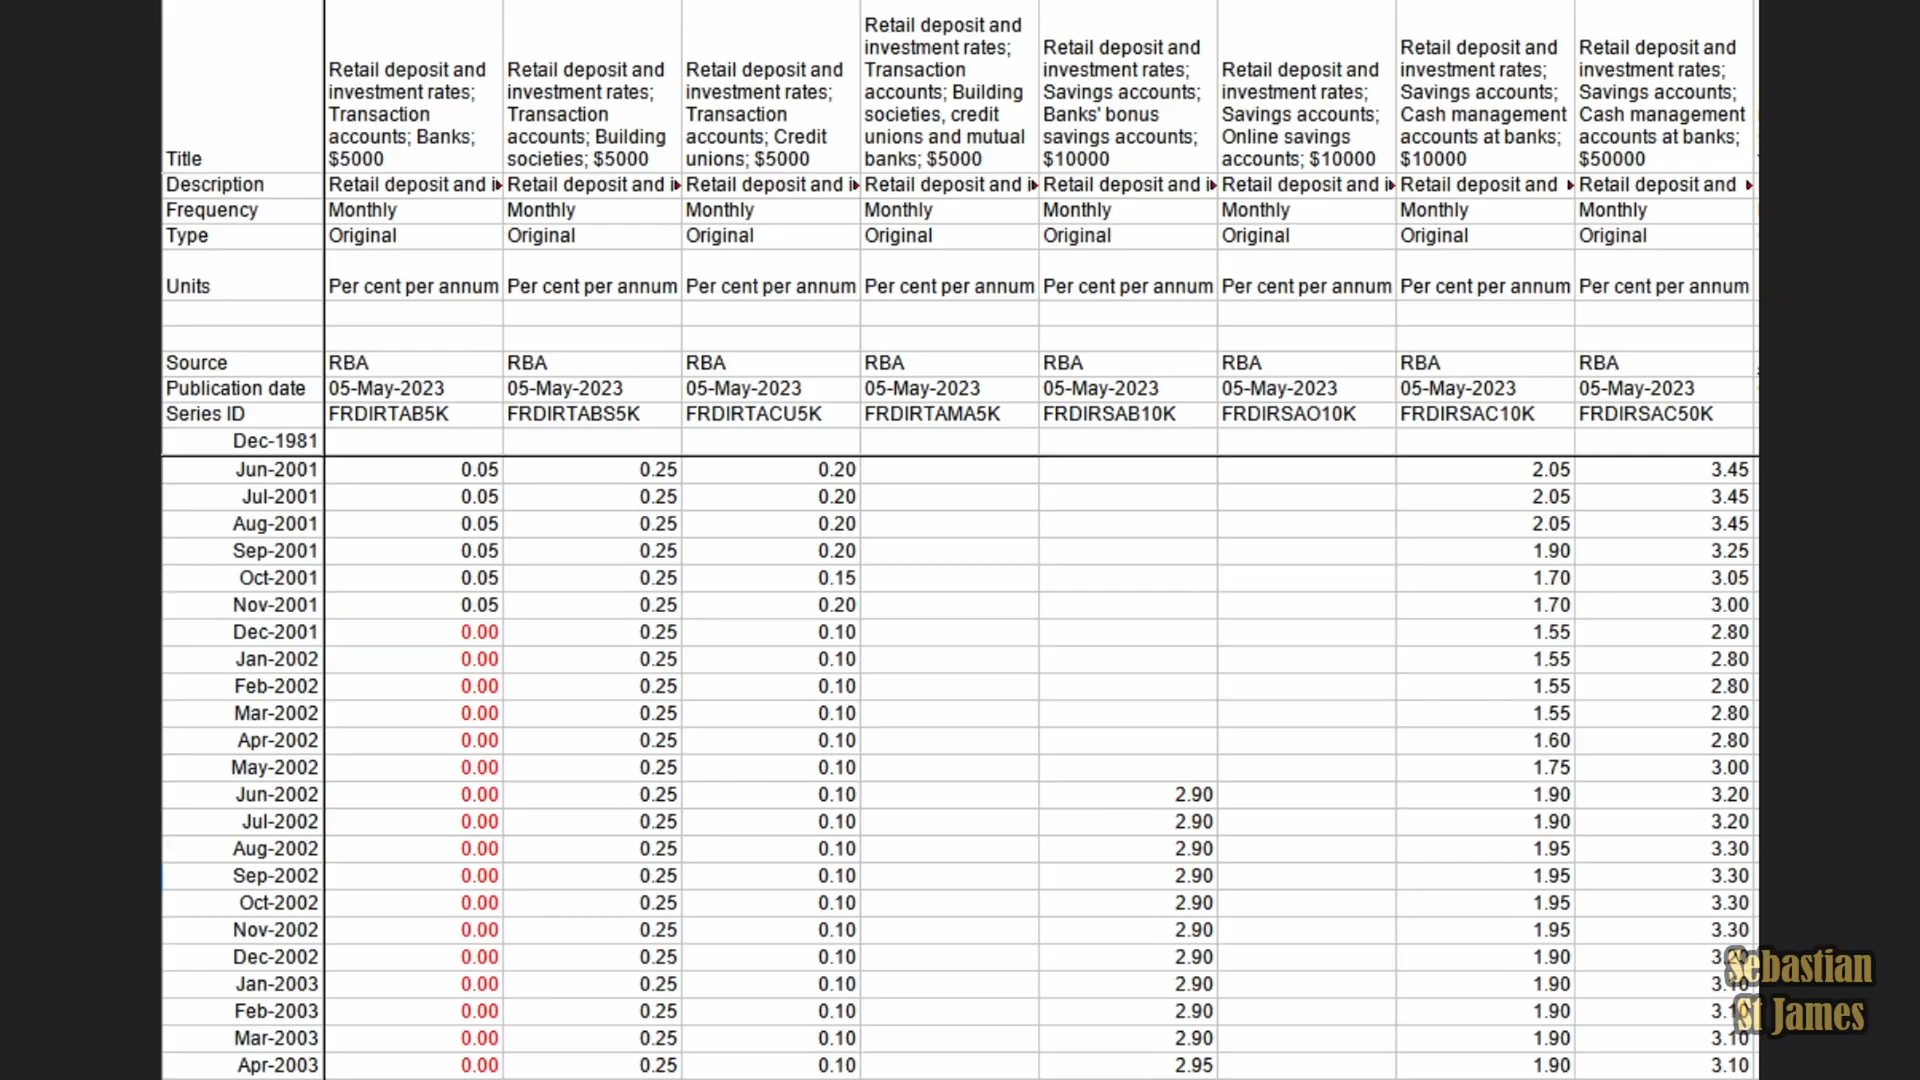 Title	Retail deposit and investment rates; Transaction accounts; Banks; $5000	Retail deposit and investment rates; Transaction accounts; Building societies; $5000	Retail deposit and investment rates; Transaction accounts; Credit unions; $5000	Retail deposit and investment rates; Transaction accounts; Building societies, credit unions and mutual banks; $5000	Retail deposit and investment rates; Savings accounts; Banks' bonus savings accounts; $10000	Retail deposit and investment rates; Savings accounts; Online savings accounts; $10000	Retail deposit and investment rates; Savings accounts; Cash management accounts at banks; $10000	Retail deposit and investment rates; Savings accounts; Cash management accounts at banks; $50000
Description	Retail deposit and i	Retail deposit and i	Retail deposit and i	Retail deposit and i	Retail deposit and i	Retail deposit and i	Retail deposit and	Retail deposit and
Frequency	Monthly	Monthly	Monthly	Monthly	Monthly	Monthly	Monthly	Monthly
Type	Original	Original	Original	Original	Original	Original	Original	Original
Units	Per cent per annum	Per cent per annum	Per cent per annum	Per cent per annum	Per cent per annum	Per cent per annum	Per cent per annum	Per cent per annum
Source	RBA	RBA	RBA	RBA	RBA	RBA	RBA	RBA
Publication date	05-May-2023	05-May-2023	05-May-2023	05-May-2023	05-May-2023	05-May-2023	05-May-2023	05-May-2023
Series ID	FRDIRTAB5K	FRDIRTABS5K	FRDIRTACU5K	FRDIRTAMA5K	FRDIRSAB10K	FRDIRSAO10K	FRDIRSAC10K	FRDIRSAC50K
Dec-1981
Jun-2001	0.05	0.25	0.20	2.05	3.45
Jul-2001	0.05	0.25	0.20	2.05	3.45
Aug-2001	0.05	0.25	0.20	2.05	3.45
Sep-2001	0.05	0.25	0.20	1.90	3.25
Oct-2001	0.05	0.25	0.15	1.70	3.05
Nov-2001	0.05	0.25	0.20	1.70	3.00
Dec-2001	0.00	0.25	0.10	1.55	2.80
Jan-2002	0.00	0.25	0.10	1.55	2.80
Feb-2002	0.00	0.25	0.10	1.55	2.80
Mar-2002	0.00	0.25	0.10	1.55	2.80
Apr-2002	0.00	0.25	0.10	1.60	2.80
May-2002	0.00	0.25	0.10	1.75	3.00
Jun-2002	0.00	0.25	0.10	2.90	1.90	3.20
Jul-2002	0.00	0.25	0.10	2.90	1.90	3.20
Aug-2002	0.00	0.25	0.10	2.90	1.95	3.30
Sep-2002	0.00	0.25	0.10	2.90	1.95	3.30
Oct-2002	0.00	0.25	0.10	2.90	1.95	3.30
Nov-2002	0.00	0.25	0.10	2.90	1.95	3.30
Dec-2002	0.00	0.25	0.10	2.90	1.90
Jan-2003	0.00	0.25	0.10	2.90	1.90	3.10
Feb-2003	0.00	0.25	0.10	2.90	1.90	3.10
Mar-2003	0.00	0.25	0.10	2.90	1.90	3.10
Apr-2003	0.00	0.25	0.10	2.95	1.90	3.10
Sebastian
St James